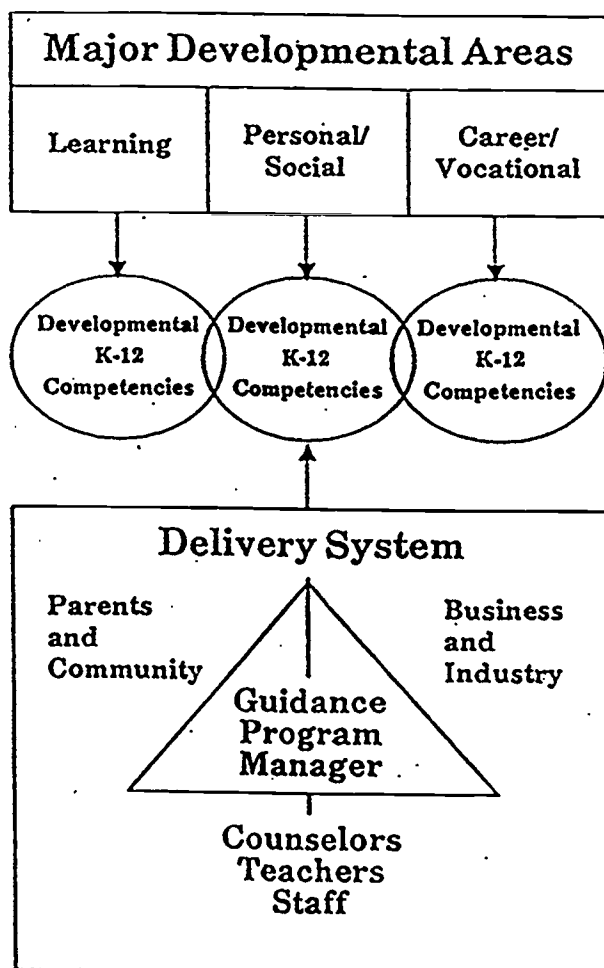 Major Developmental Areas
Learning
Personal/
Social
Career/
Vocational
Developmental
K-12
Competencies
Developmental
K-12
Competencies
Developmental
K-12
Competencies
Delivery System
Parents
and
Community
Business
and
Industry
Guidance
Program
Manager
Counselors
Teachers
Staff